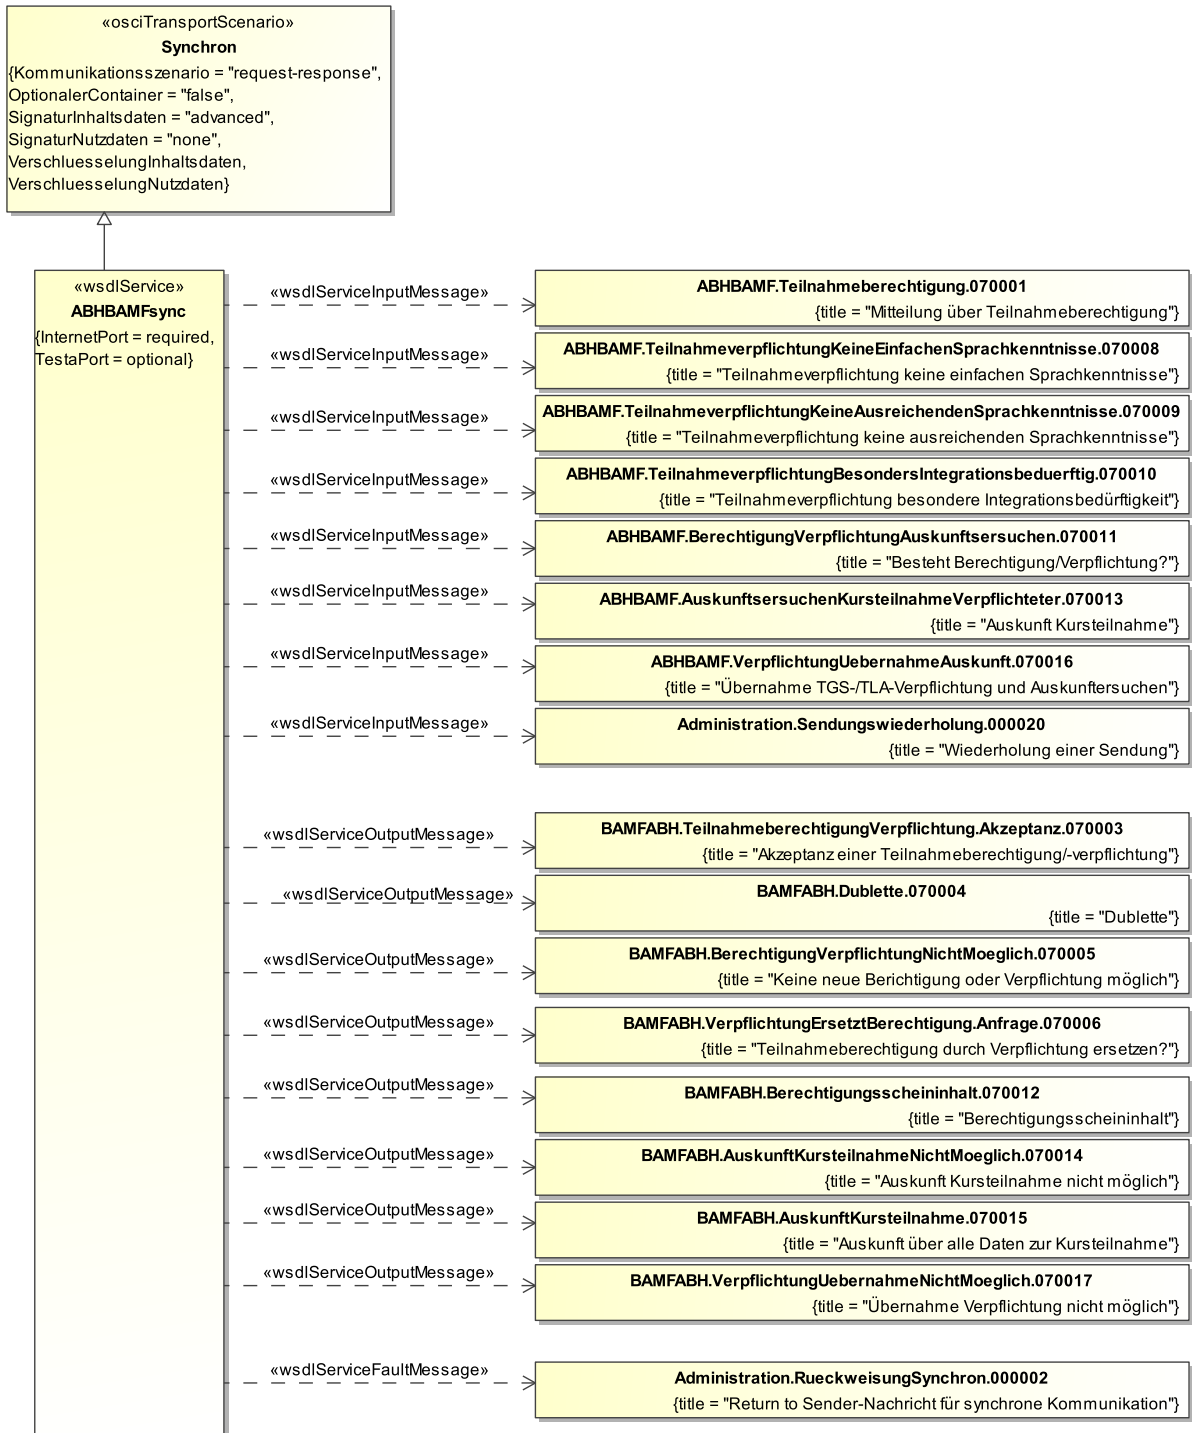 «osciTransportScenario»
Synchron
{Kommunikationsszenario = "request-response",
OptionalerContainer = "false",
SignaturInhaltsdaten = "advanced",
SignaturNutzdaten = "none",
VerschluesselungInhaltsdaten,
VerschluesselungNutzdaten}
«wsdlService»
ABHBAMFsync
{InternetPort = required,
TestaPort = optional}
«wsdlServiceInputMessage»
ABHBAMF.Teilnahmeberechtigung.070001
{title = "Mitteilung über Teilnahmeberechtigung"}
«wsdlServiceInputMessage»
ABHBAMF.TeilnahmeverpflichtungKeineEinfachenSprachkenntnisse.070008
{title = "Teilnahmeverpflichtung keine einfachen Sprachkenntnisse"}
«wsdlServiceInputMessage»
ABHBAMF.TeilnahmeverpflichtungKeineAusreichendenSprachkenntnisse.070009
{title = "Teilnahmeverpflichtung keine ausreichenden Sprachkenntnisse"}
«wsdlServiceInputMessage»
ABHBAMF.TeilnahmeverpflichtungBesondersIntegrationsbeduerftig.070010
{title = "Teilnahmeverpflichtung besondere Integrationsbedürftigkeit"}
«wsdlServiceInputMessage»
ABHBAMF.BerechtigungVerpflichtungAuskunftsersuchen.070011
{title = "Besteht Berechtigung/Verpflichtung?"}
«wsdlServiceInputMessage»
ABHBAMF.AuskunftsersuchenKursteilnahmeVerpflichteter.070013
{title = "Auskunft Kursteilnahme"}
«wsdlServiceInputMessage»
ABHBAMF.VerpflichtungUebernahmeAuskunft.070016
{title = "Übernahme TGS-/TLA-Verpflichtung und Auskunftersuchen"}
«wsdlServiceInputMessage»
Administration.Sendungswiederholung.000020
{title = "Wiederholung einer Sendung"}
«wsdlServiceOutputMessage»
BAMFABH.TeilnahmeberechtigungVerpflichtung.Akzeptanz.070003
{title = "Akzeptanz einer Teilnahmeberechtigung/-verpflichtung"}
«wsdlServiceOutputMessage»
BAMFABH.Dublette.070004
{title = "Dublette"}
«wsdlServiceOutputMessage»
BAMFABH.BerechtigungVerpflichtungNichtMoeglich.070005
{title = "Keine neue Berichtigung oder Verpflichtung möglich"}
«wsdlServiceOutputMessage»
BAMFABH.VerpflichtungErsetztBerechtigung.Anfrage.070006
{title = "Teilnahmeberechtigung durch Verpflichtung ersetzen?"}
«wsdlServiceOutputMessage»
BAMFABH.Berechtigungsscheininhalt.070012
{title = "Berechtigungsscheininhalt"}
«wsdlServiceOutputMessage»
BAMFABH.AuskunftKursteilnahmeNichtMoeglich.070014
{title = "Auskunft Kursteilnahme nicht möglich"}
«wsdlServiceOutputMessage»
BAMFABH.AuskunftKursteilnahme.070015
{title = "Auskunft über alle Daten zur Kursteilnahme"}
«wsdlServiceOutputMessage»
BAMFABH.VerpflichtungUebernahmeNichtMoeglich.070017
{title = "Übernahme Verpflichtung nicht möglich"}
«wsdlServiceFaultMessage»
Administration.RueckweisungSynchron.000002
{title = "Return to Sender-Nachricht für synchrone Kommunikation"}